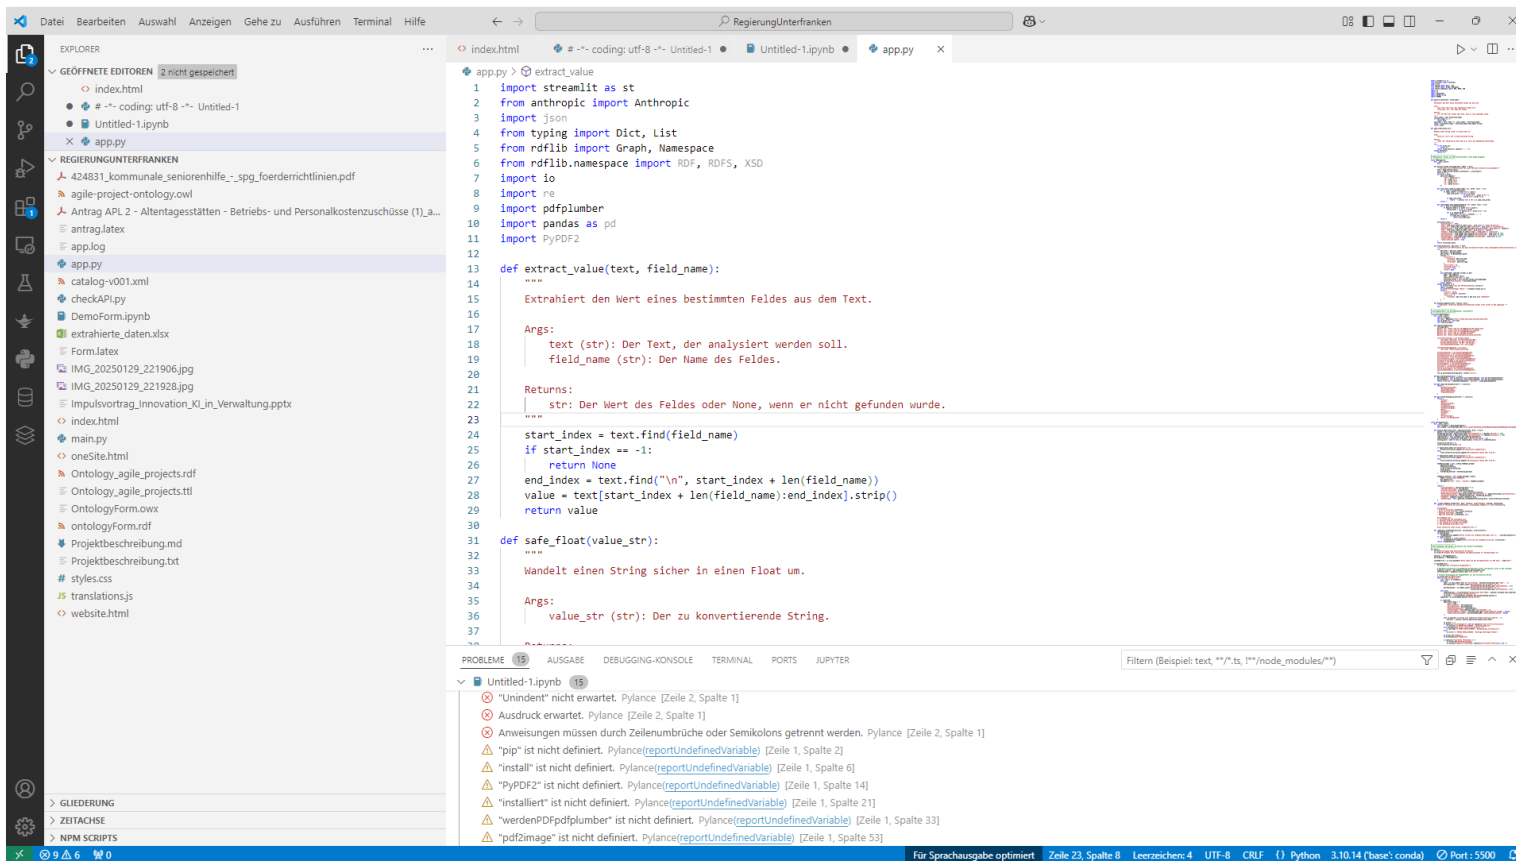 Datei Bearbeiten Auswahl Anzeigen Gehe zu Ausführen Terminal Hilfe
RegierungUnterfranken
EXPLORER
GEÖFFNETE EDITOREN 2 nicht gespeichert
index.html
# -*- coding: utf-8 -*- Untitled-1
Untitled-1.ipynb
app.py
REGIERUNGUNTERFRANKEN
424831_kommunale_seniorenhilfe_-_spg_foerderrichtlinien.pdf
agile-project-ontology.owl
Antrag APL 2 - Altentagesstätten - Betriebs- und Personalkostenzuschüsse (1)_a...
antrag.latex
app.log
app.py
catalog-v001.xml
checkAPI.py
DemoForm.ipynb
extrahierte_daten.xlsx
Form.latex
IMG_20250129_221906.jpg
IMG_20250129_221928.jpg
Impulsvortrag_Innovation_KI_in_Verwaltung.pptx
index.html
main.py
oneSite.html
Ontology_agile_projects.rdf
Ontology_agile_projects.ttl
OntologyForm.owx
ontologyForm.rdf
Projektbeschreibung.md
Projektbeschreibung.txt
styles.css
translations.js
website.html
GLIEDERUNG
ZEITACHSE
NPM SCRIPTS
index.html # -*- coding: utf-8 -*- Untitled-1 Untitled-1.ipynb app.py
app.py > extract_value
1 import streamlit as st
2 from anthropic import Anthropic
3 import json
4 from typing import Dict, List
5 from rdflib import Graph, Namespace
6 from rdflib.namespace import RDF, RDFS, XSD
7 import io
8 import re
9 import pdfplumber
10 import pandas as pd
11 import PyPDF2
12
13 def extract_value(text, field_name):
14 """
15 Extrahiert den Wert eines bestimmten Feldes aus dem Text.
16
17 Args:
18 text (str): Der Text, der analysiert werden soll.
19 field_name (str): Der Name des Feldes.
20
21 Returns:
22 str: Der Wert des Feldes oder None, wenn er nicht gefunden wurde.
23 """
24 start_index = text.find(field_name)
25 if start_index == -1:
26 return None
27 end_index = text.find("\n", start_index + len(field_name))
28 value = text[start_index + len(field_name):end_index].strip()
29 return value
30
31 def safe_float(value_str):
32 """
33 Wandelt einen String sicher in einen Float um.
34
35 Args:
36 value_str (str): Der zu konvertierende String.
37
PROBLEME 15 AUSGABE DEBUGGING-KONSOLE TERMINAL PORTS JUPYTER Filtern (Beispiel: text, **/*.ts, !**/node_modules/**)
Untitled-1.ipynb 15
"Unindent" nicht erwartet. Pylance [Zeile 2, Spalte 1]
Ausdruck erwartet. Pylance [Zeile 2, Spalte 1]
Anweisungen müssen durch Zeilenumbrüche oder Semikolons getrennt werden. Pylance [Zeile 2, Spalte 1]
"pip" ist nicht definiert. Pylance(reportUndefinedVariable) [Zeile 1, Spalte 2]
"install" ist nicht definiert. Pylance(reportUndefinedVariable) [Zeile 1, Spalte 6]
"PyPDF2" ist nicht definiert. Pylance(reportUndefinedVariable) [Zeile 1, Spalte 14]
"installiert" ist nicht definiert. Pylance(reportUndefinedVariable) [Zeile 1, Spalte 21]
"werdenPDFpdfplumber" ist nicht definiert. Pylance(reportUndefinedVariable) [Zeile 1, Spalte 33]
"pdf2image" ist nicht definiert. Pylance(reportUndefinedVariable) [Zeile 1, Spalte 53]
9 6 0 Für Sprachausgabe optimiert Zeile 23, Spalte 8 Leerzeichen: 4 UTF-8 CRLF {} Python 3.10.14 ('base': conda) Port : 5500